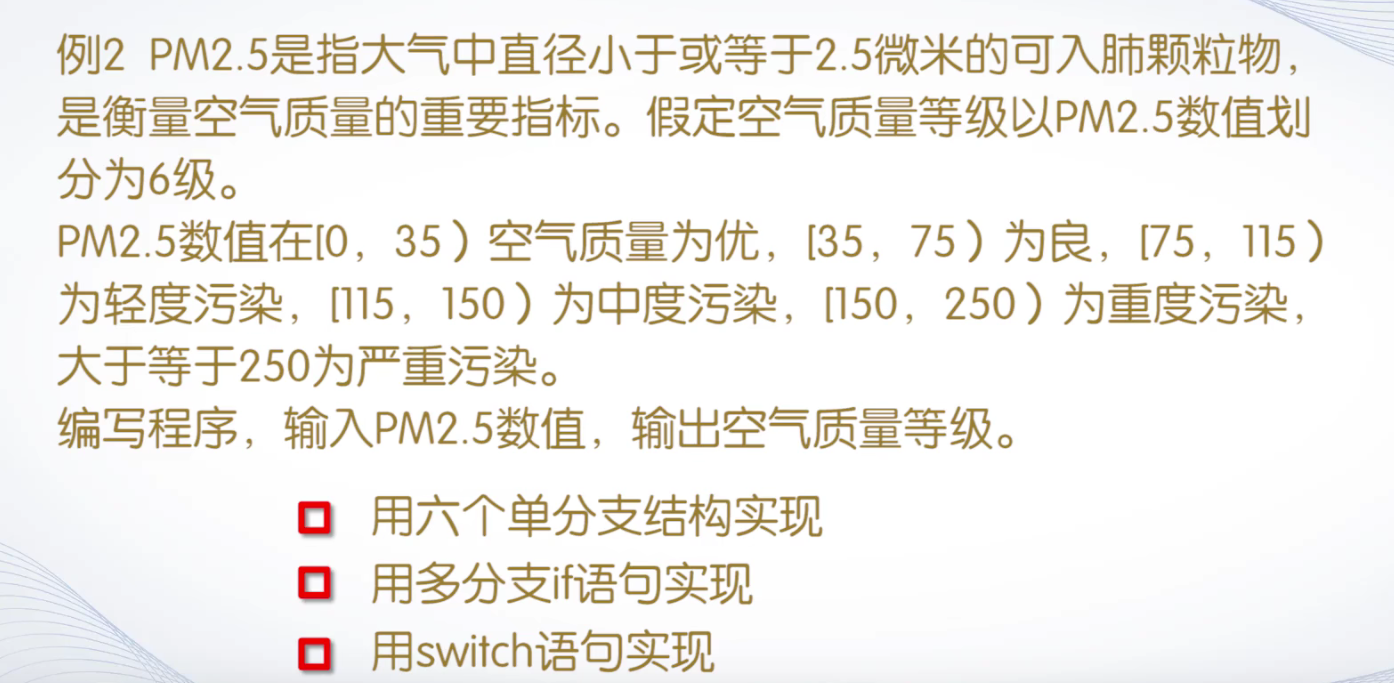 例2 PM2.5是指大气中直径小于或等于2.5微米的可入肺颗粒物，
是衡量空气质量的重要指标。假定空气质量等级以PM2.5数值划
分为6级。
PM2.5数值在[0，35）空气质量为优，[35，75）为良，[75，115）
为轻度污染，[115，150）为中度污染，[150，250）为重度污染，
大于等于250为严重污染。
编写程序，输入PM2.5数值，输出空气质量等级。
用六个单分支结构实现
用多分支if语句实现
用switch语句实现